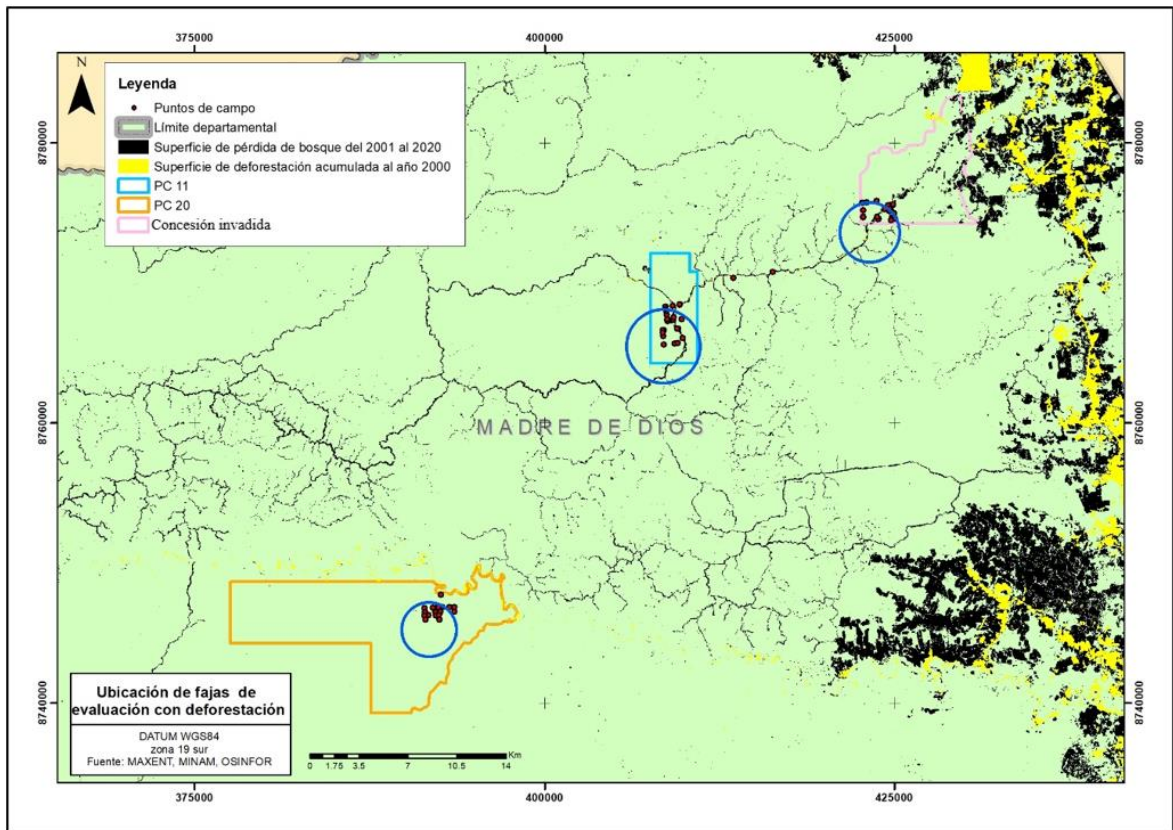 375000
400000
425000
N
Leyenda
Puntos de campo
Límite departamental
Superficie de pérdida de bosque del 2001 al 2020
Superficie de deforestación acumulada al año 2000
PC 11
PC 20
Concesión invadida
8780000
8780000
8760000
8760000
MADRE DE DIOS
8740000
8740000
Ubicación de fajas de
evaluación con deforestación
DATUM WGS84
zona 19 sur
Fuente: MAXENT, MINAM, OSINFOR
Km
0 1.75 3.5 7 10.5 14
375000
400000
425000